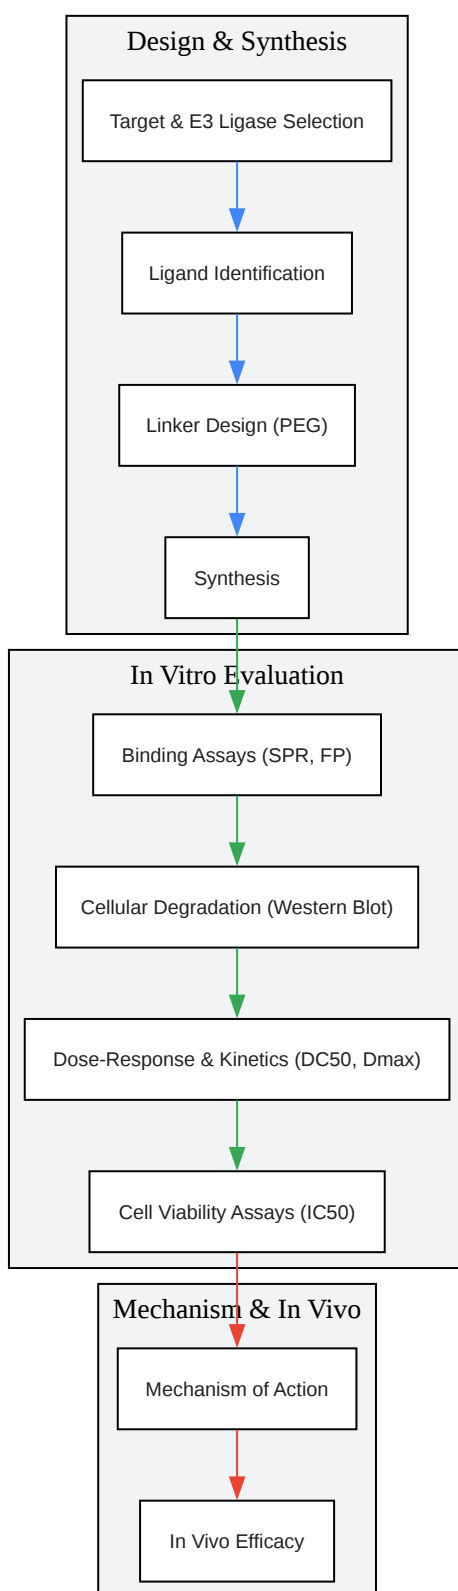 Design & Synthesis
Target & E3 Ligase Selection
Ligand Identification
Linker Design (PEG)
Synthesis
In Vitro Evaluation
Binding Assays (SPR, FP)
Cellular Degradation (Western Blot)
Dose-Response & Kinetics (DC50, Dmax)
Cell Viability Assays (IC50)
Mechanism & In Vivo
Mechanism of Action
In Vivo Efficacy